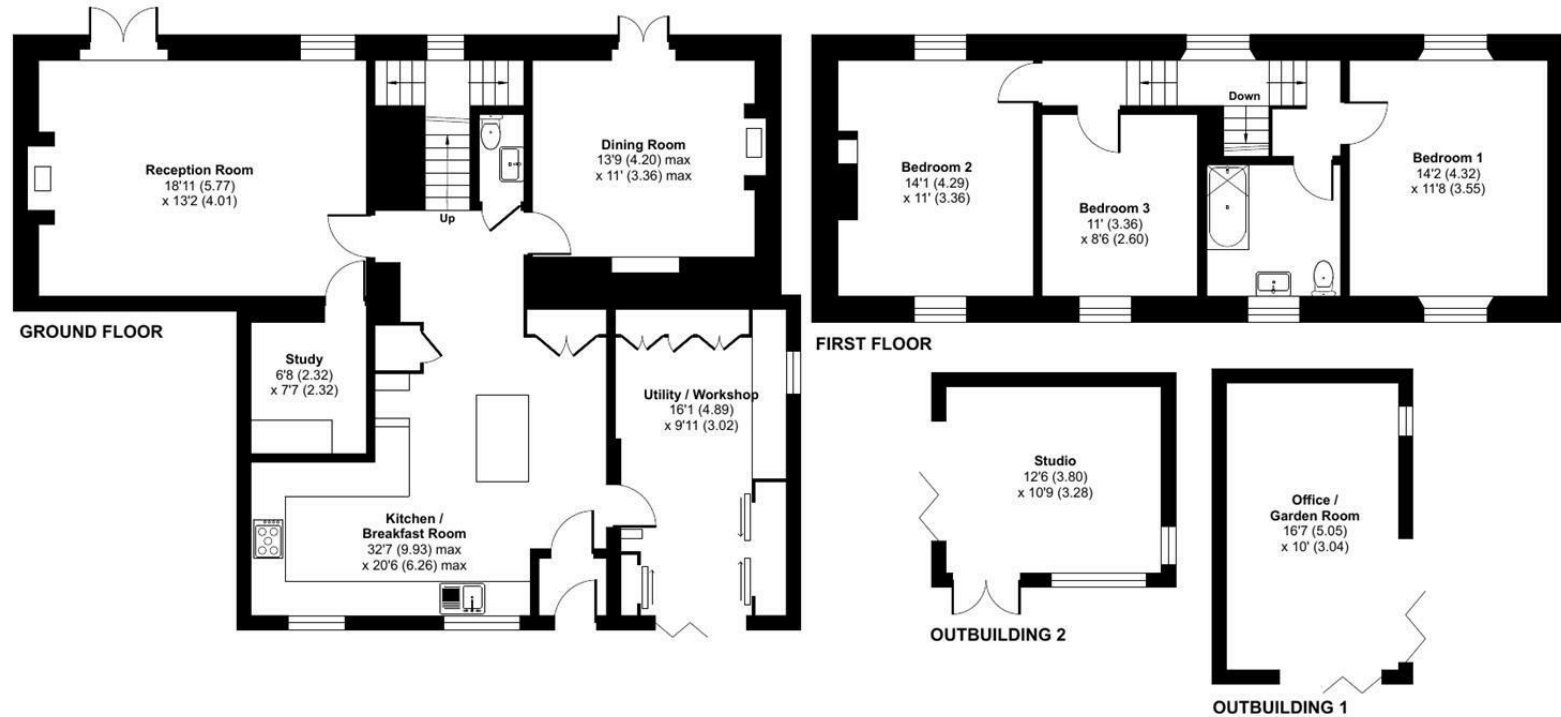 Reception Room
18'11 (5.77)
x 13'2 (4.01)
Up
Dining Room
13'9 (4.20) max
x 11' (3.36) max
GROUND FLOOR
Study
6'8 (2.32)
x 7'7 (2.32)
Utility / Workshop
16'1 (4.89)
x 9'11 (3.02)
Kitchen /
Breakfast Room
32'7 (9.93) max
x 20'6 (6.26) max
Down
Bedroom 2
14'1 (4.29)
x 11' (3.36)
Bedroom 3
11' (3.36)
x 8'6 (2.60)
Bedroom 1
14'2 (4.32)
x 11'8 (3.55)
FIRST FLOOR
Studio
12'6 (3.80)
x 10'9 (3.28)
OUTBUILDING 2
Office /
Garden Room
16'7 (5.05)
x 10' (3.04)
OUTBUILDING 1